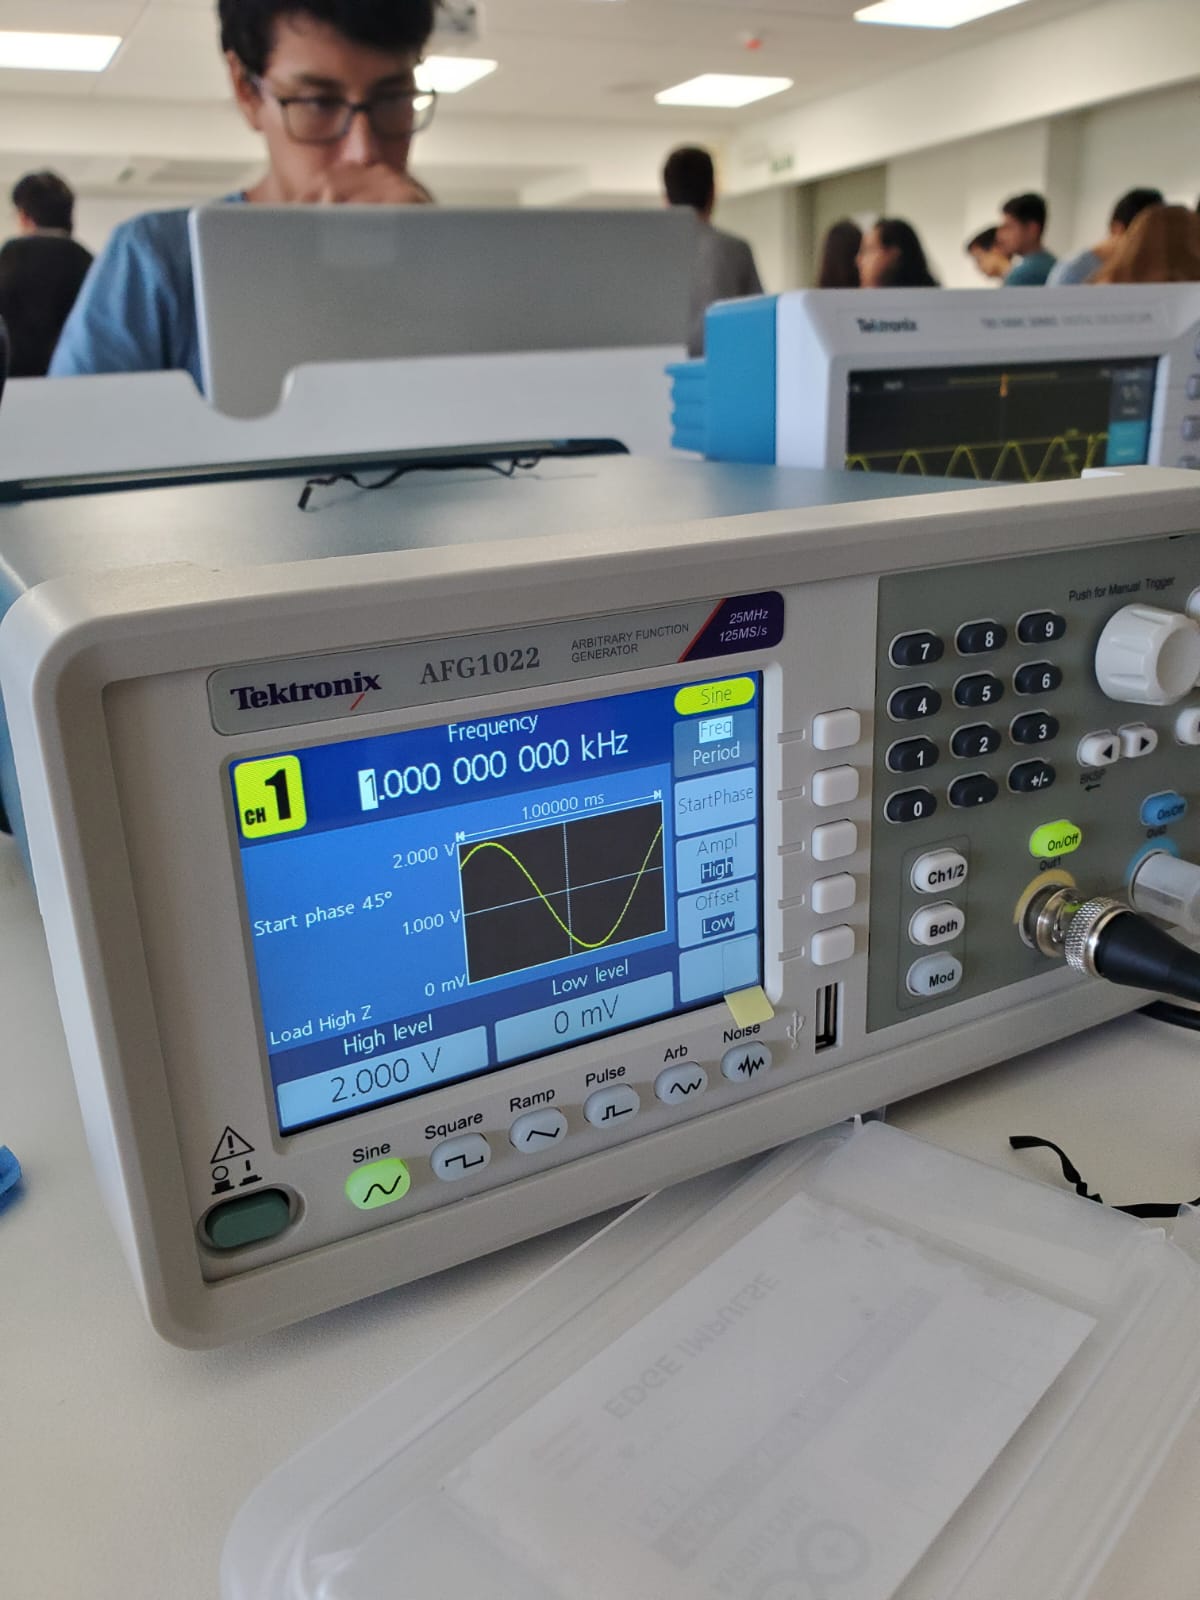 Tektronix
Tektronix AFG1022 ARBITRARY FUNCTION GENERATOR
25MHz
125MS/s
Push for Manual Trigger
CH 1
Frequency
1.000 000 000 kHz
Sine
Freq
Period
StartPhase
Ampl
High
Offset
Low
1.00000 ms
2.000 V
Start phase 45°
1.000 V
0 mV
Load High Z
High level
2.000 V
Low level
0 mV
7 8 9
4 5 6
1 2 3
0 . +/-
BKSP
On/Off
Out1
On/Off
Out2
Ch1/2
Both
Mod
Sine
Square
Ramp
Pulse
Arb
Noise
EDGE IMPULSE
ARDUINO